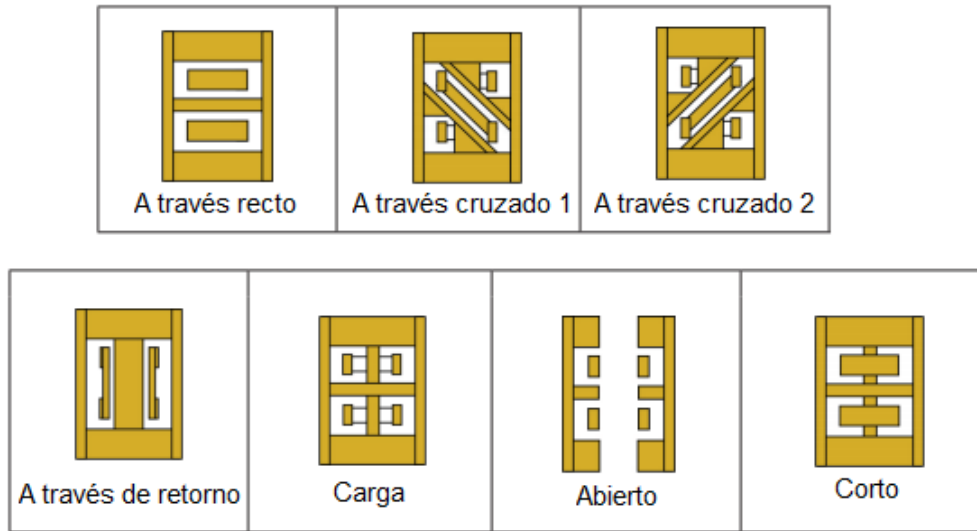 A través recto
A través cruzado 1
A través cruzado 2
A través de retorno
Carga
Abierto
Corto